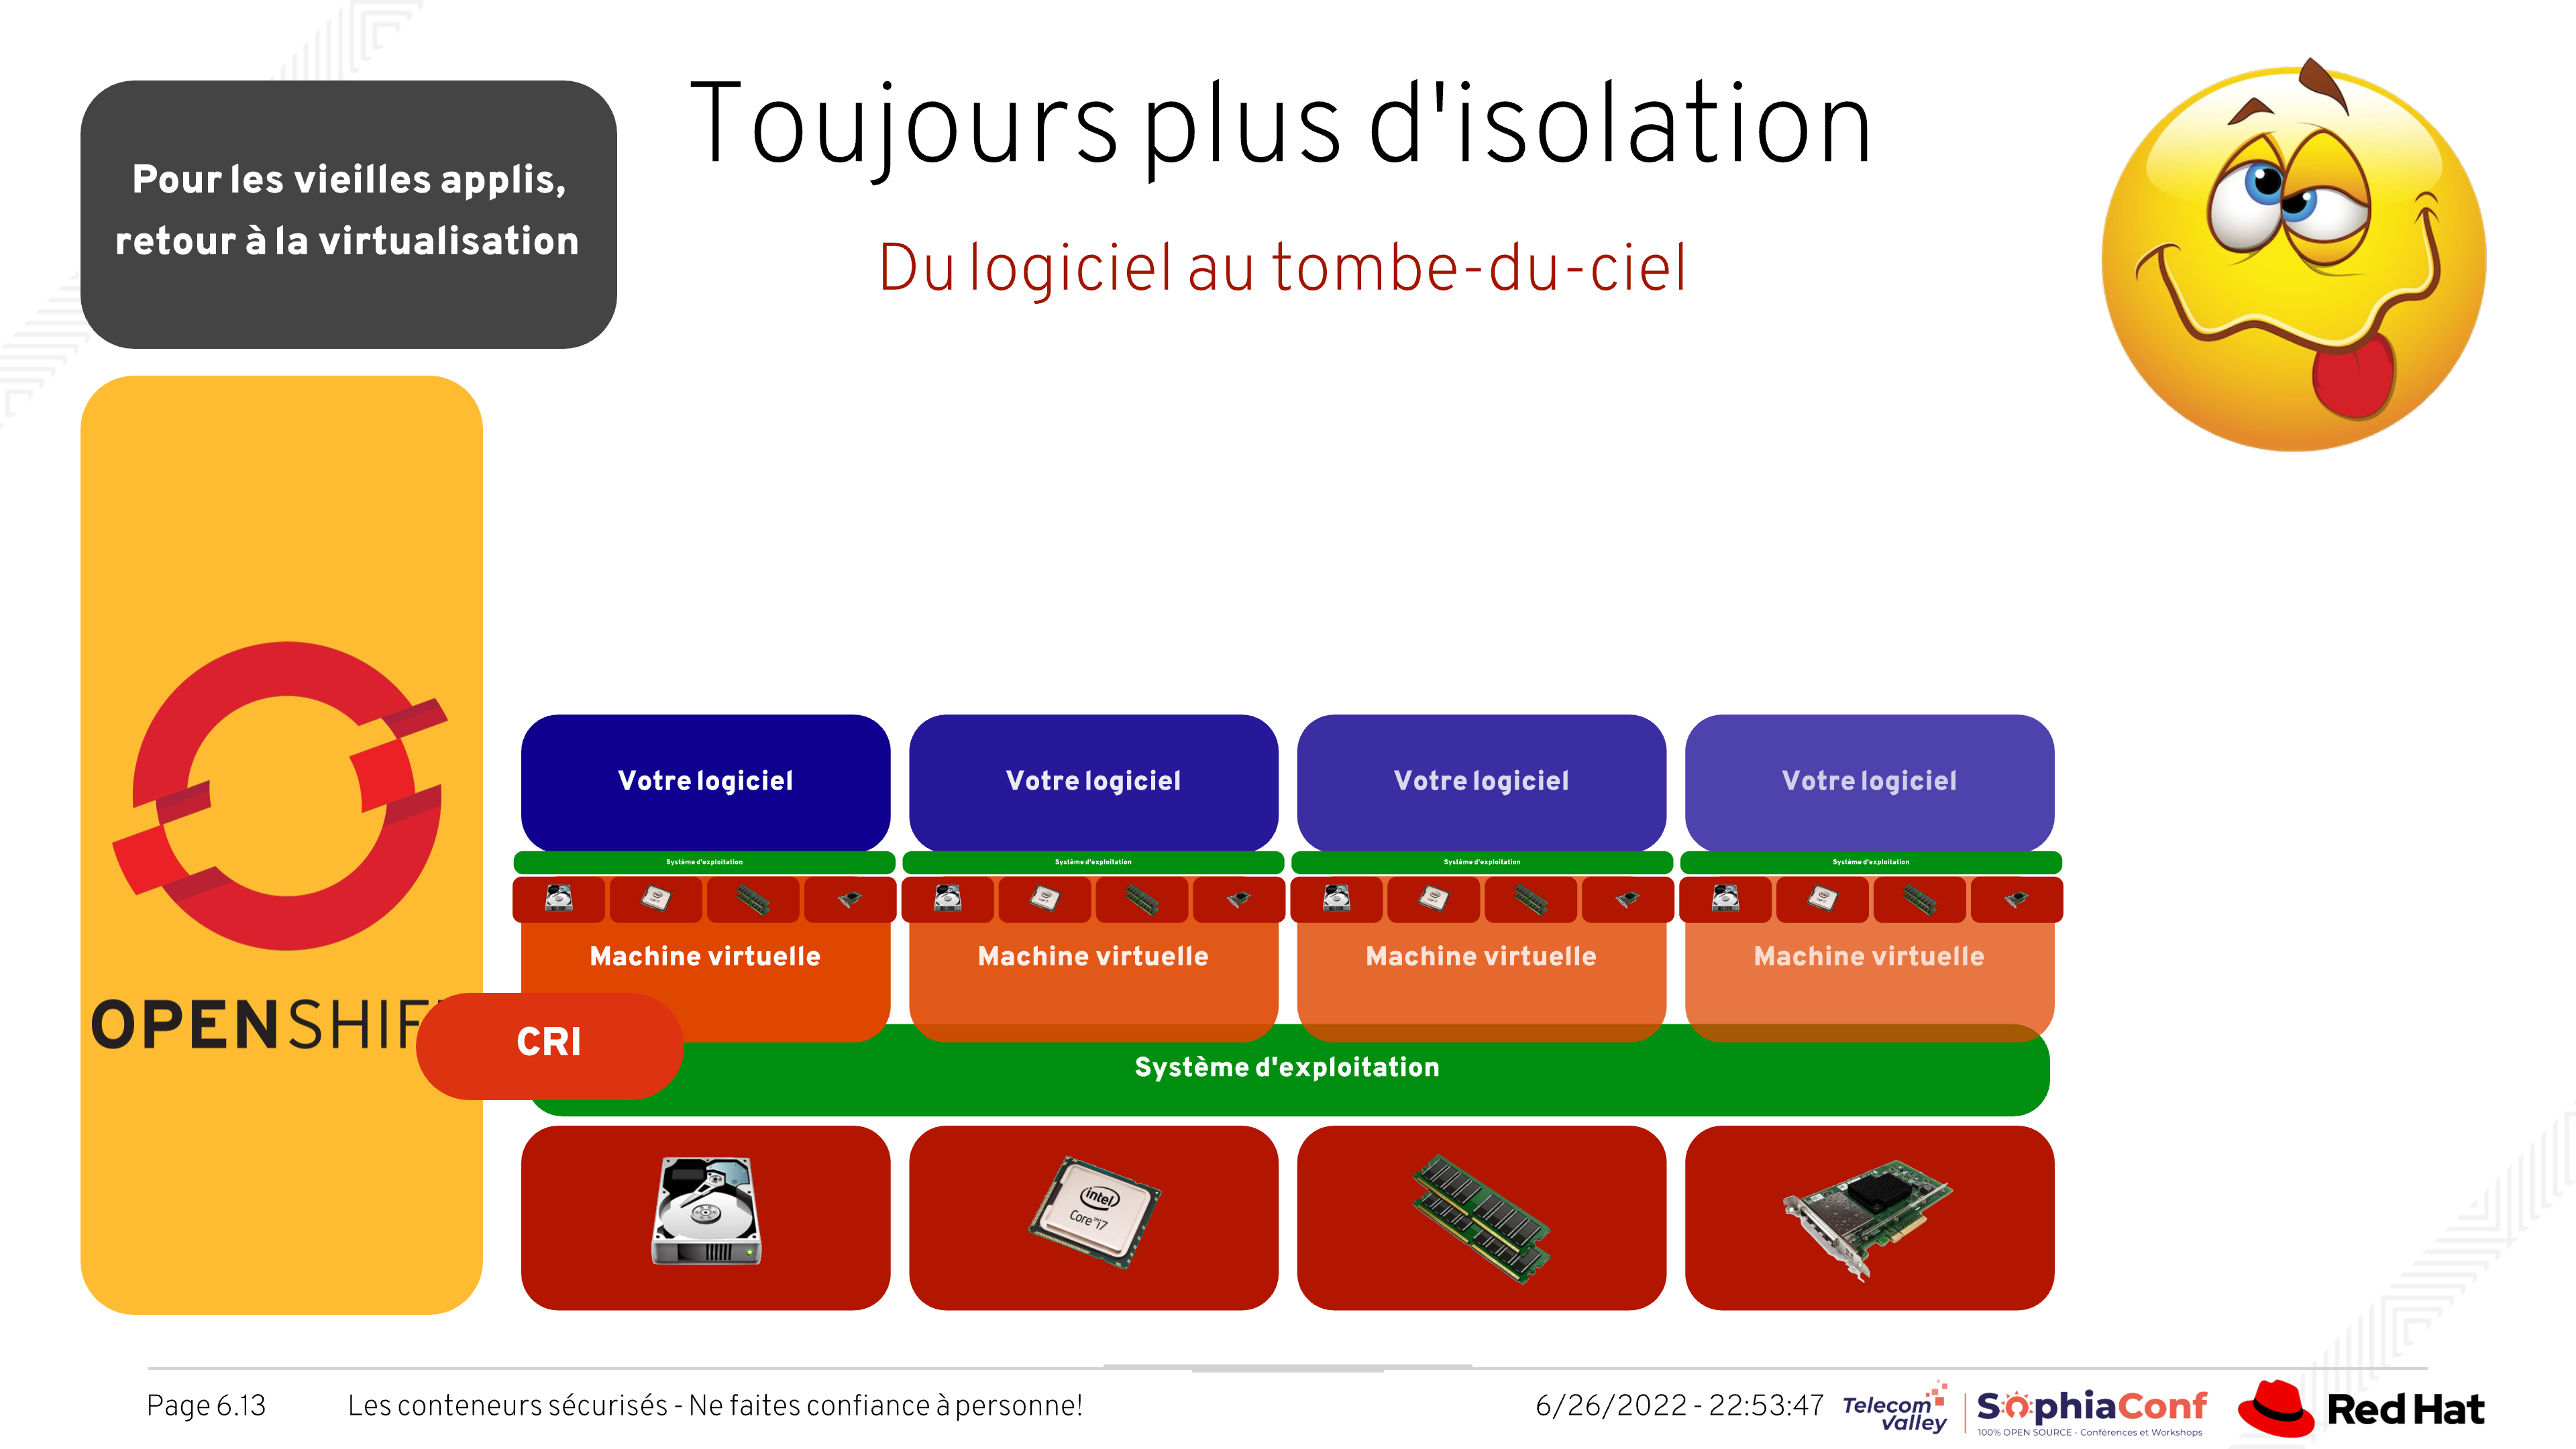 Pour les vieilles applis,
retour à la virtualisation
Toujours plus d'isolation
Du logiciel au tombe-du-ciel
OPENSHIF
CRI
Votre logiciel
Votre logiciel
Votre logiciel
Votre logiciel
Système d'exploitation
Système d'exploitation
Système d'exploitation
Système d'exploitation
Machine virtuelle
Machine virtuelle
Machine virtuelle
Machine virtuelle
Système d'exploitation
intel
Core™i7
Page 6.13
Les conteneurs sécurisés - Ne faites confiance à personne!
6/26/2022 - 22:53:47
Telecom
Valley
SophiaConf
100% OPEN SOURCE - Conférences et Workshops
Red Hat